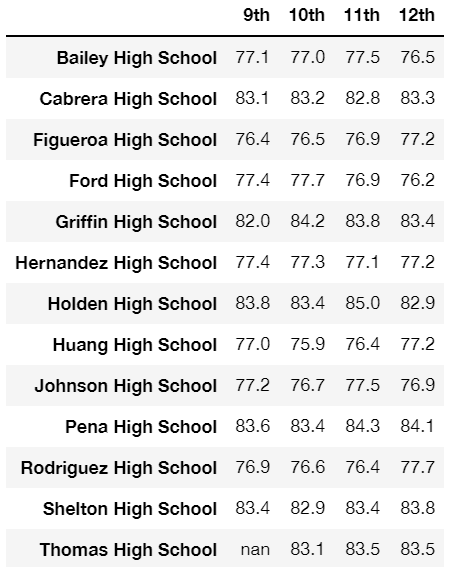 9th 10th 11th 12th
Bailey High School 77.1 77.0 77.5 76.5
Cabrera High School 83.1 83.2 82.8 83.3
Figueroa High School 76.4 76.5 76.9 77.2
Ford High School 77.4 77.7 76.9 76.2
Griffin High School 82.0 84.2 83.8 83.4
Hernandez High School 77.4 77.3 77.1 77.2
Holden High School 83.8 83.4 85.0 82.9
Huang High School 77.0 75.9 76.4 77.2
Johnson High School 77.2 76.7 77.5 76.9
Pena High School 83.6 83.4 84.3 84.1
Rodriguez High School 76.9 76.6 76.4 77.7
Shelton High School 83.4 82.9 83.4 83.8
Thomas High School nan 83.1 83.5 83.5